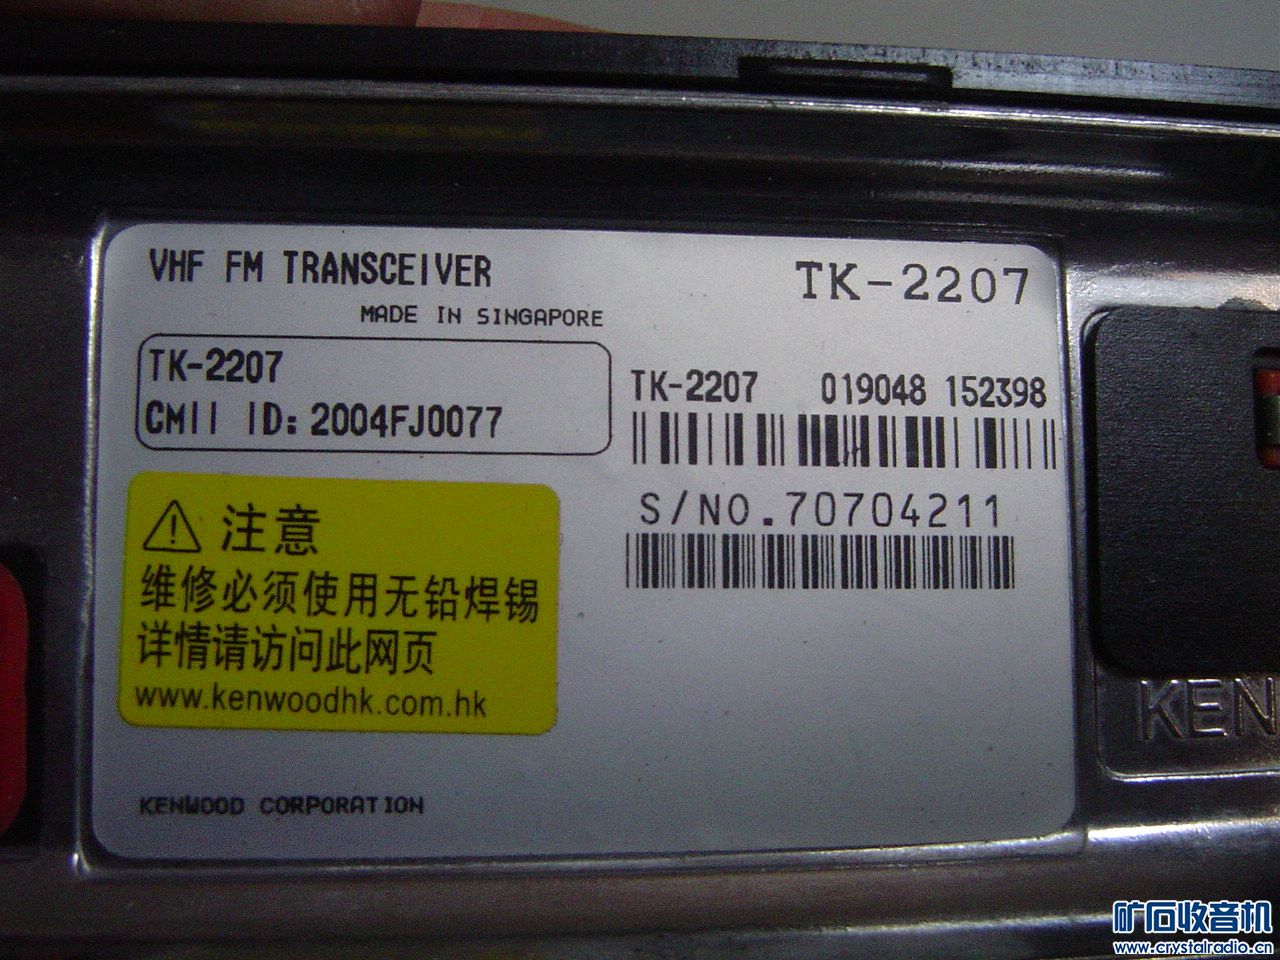 VHF FM TRANSCEIVER
TK-2207
MADE IN SINGAPORE
TK-2207
CMII ID: 2004FJ0077
TK-2207 019048 152398
S/NO.70704211
⚠ 注意
维修必须使用无铅焊锡
详情请访问此网页
www.kenwoodhk.com.hk
KENWOOD CORPORATION
KEN
矿石收音机
www.crystalradio.cn